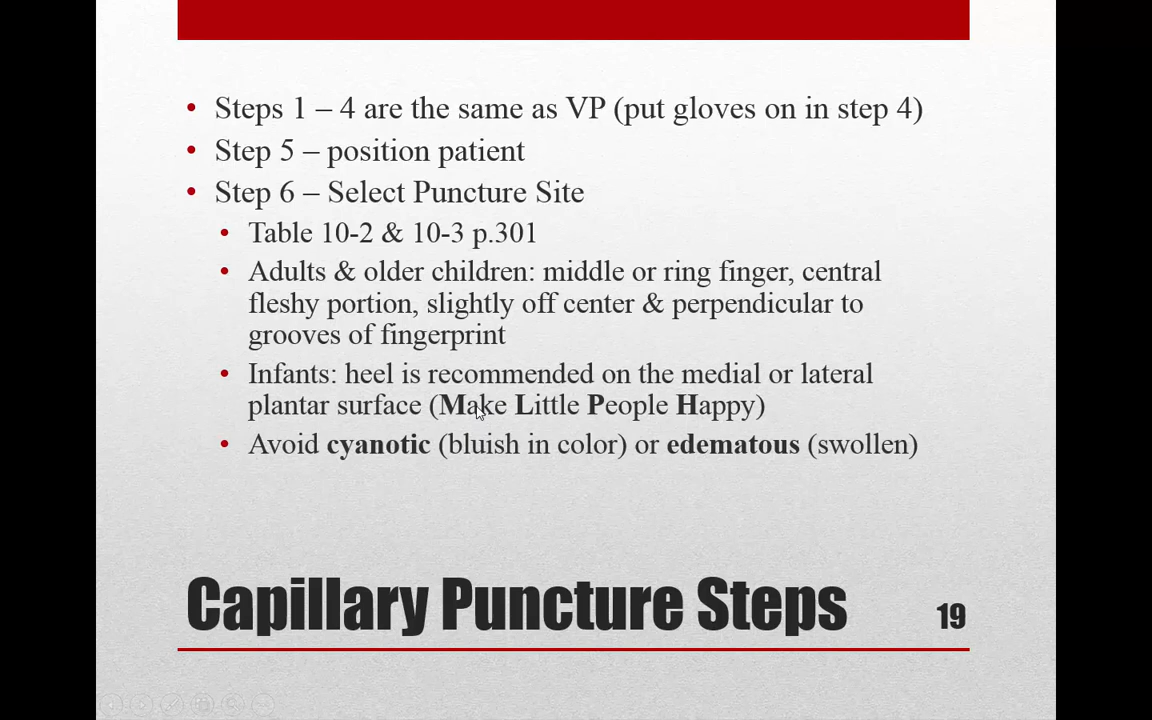 • Steps 1 – 4 are the same as VP (put gloves on in step 4)
• Step 5 – position patient
• Step 6 – Select Puncture Site
• Table 10-2 & 10-3 p.301
• Adults & older children: middle or ring finger, central
fleshy portion, slightly off center & perpendicular to
grooves of fingerprint
• Infants: heel is recommended on the medial or lateral
plantar surface (Make Little People Happy)
• Avoid cyanotic (bluish in color) or edematous (swollen)
Capillary Puncture Steps
19